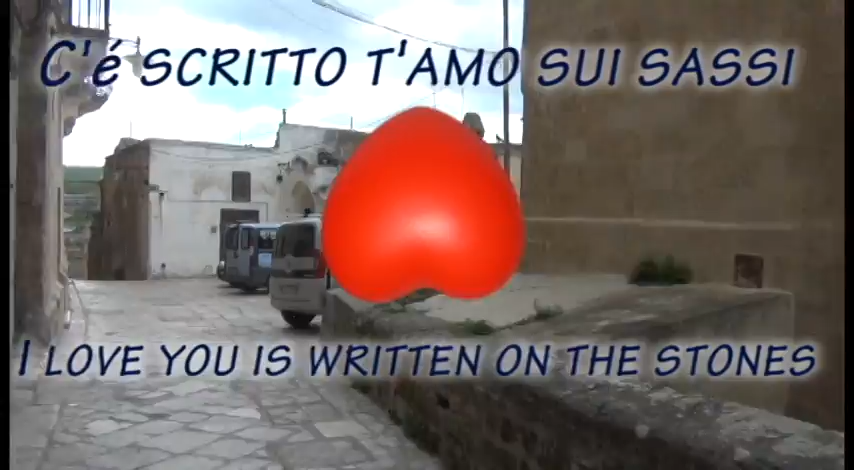 C'é SCRITTO T'AMO SUI SASSI
I LOVE YOU IS WRITTEN ON THE STONES